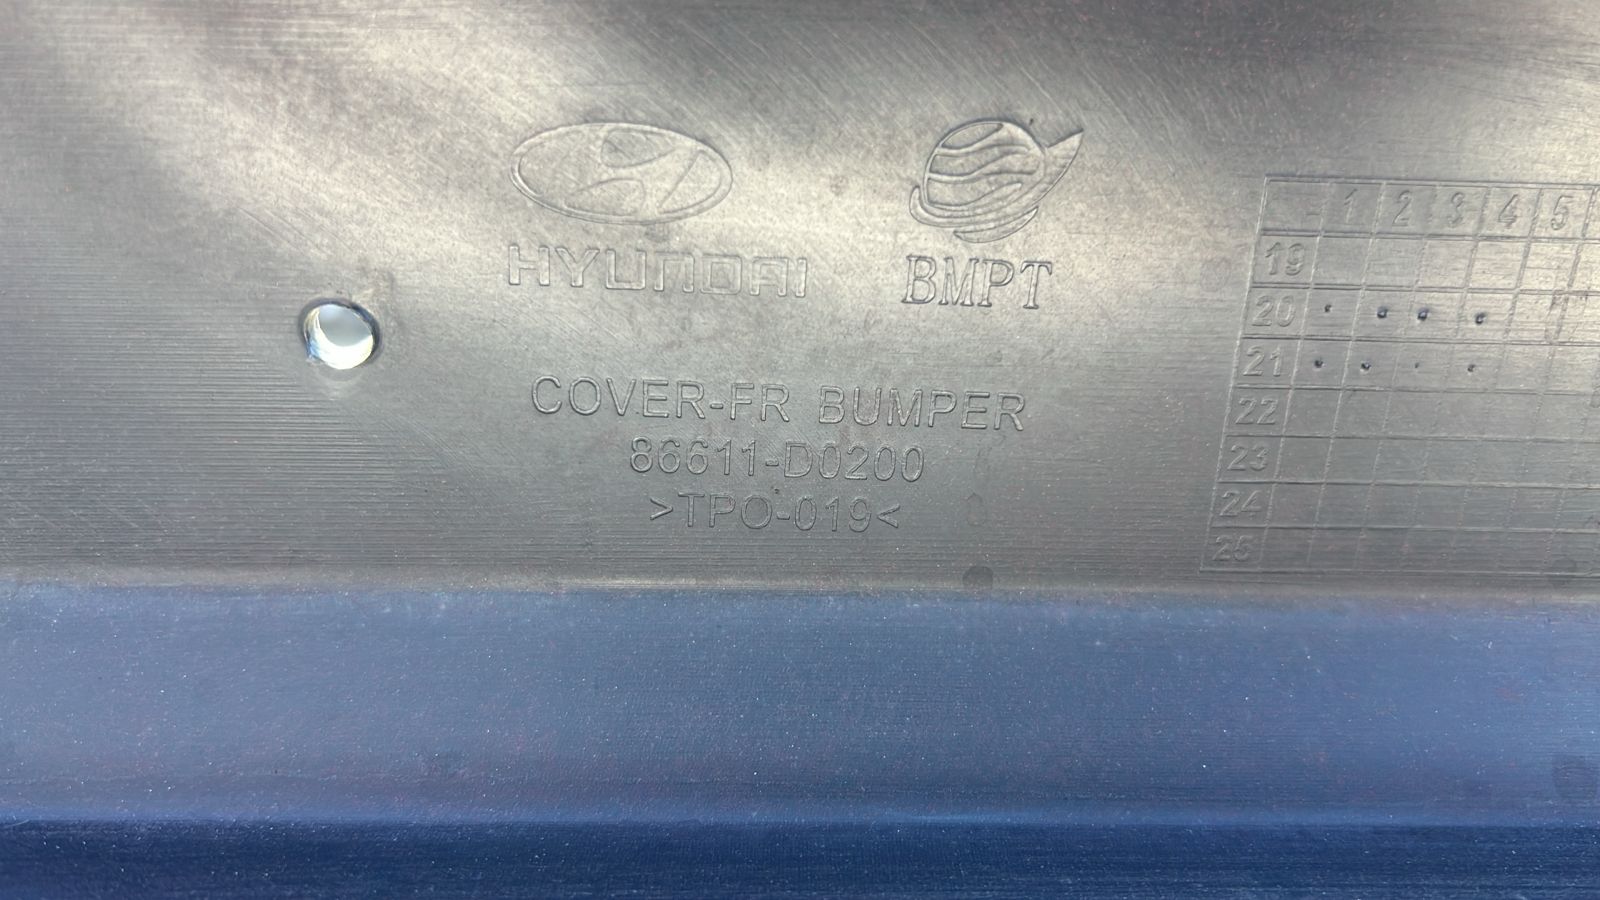 HYUNDAI
BMPT
COVER-FR BUMPER
86611-D0200
>TPO-019<
1 2 3 4 5
19
20
21
22
23
24
25